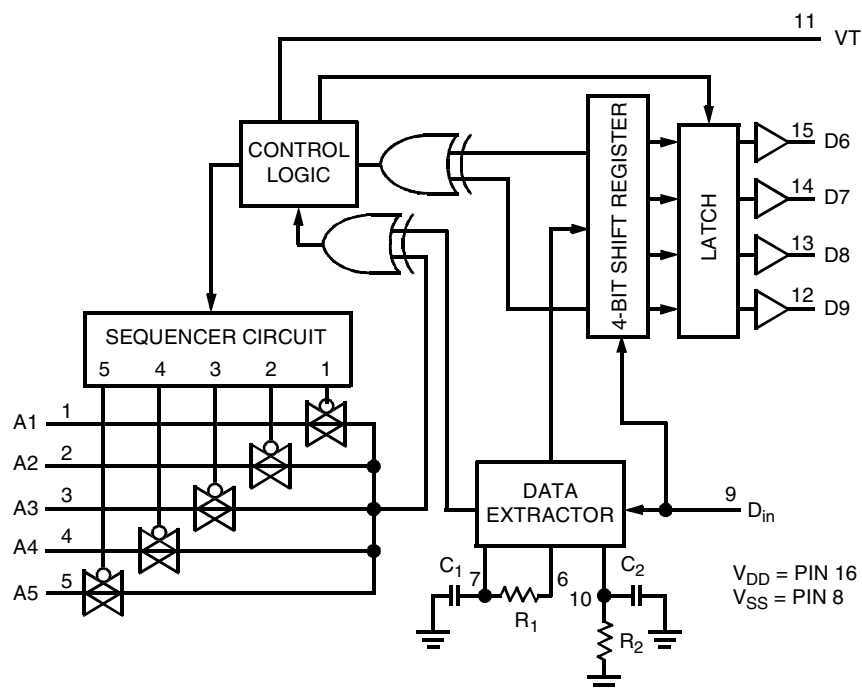 11
VT
CONTROL
LOGIC
4-BIT SHIFT REGISTER
LATCH
15
D6
14
D7
13
D8
12
D9
SEQUENCER CIRCUIT
5 4 3 2 1
A1 1
A2 2
A3 3
A4 4
A5 5
DATA
EXTRACTOR
9
Din
C1
7
R1
6
10
C2
R2
VDD = PIN 16
VSS = PIN 8